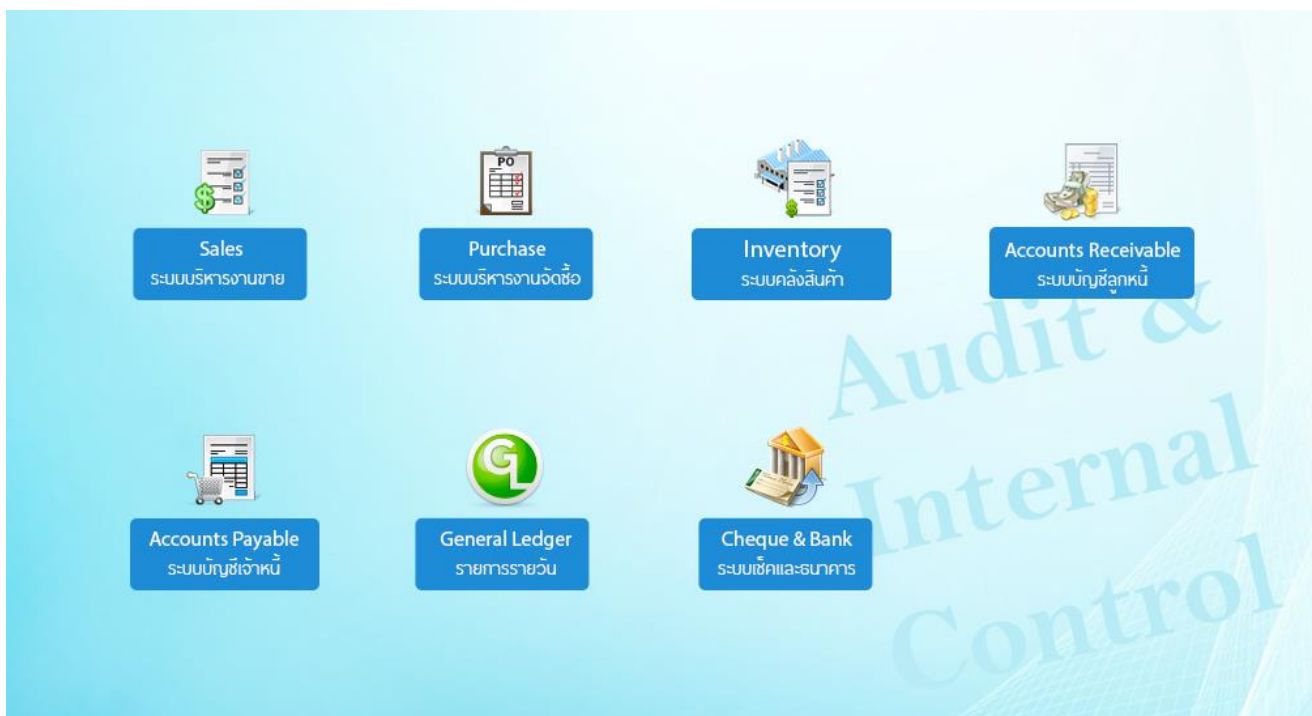 PO
Sales
ระบบบริหารงานขาย
Purchase
ระบบบริหารงานจัดซื้อ
Inventory
ระบบคลังสินค้า
Accounts Receivable
ระบบบัญชีลูกหนี้
Audit &
Internal
Control
GL
Accounts Payable
ระบบบัญชีเจ้าหนี้
General Ledger
รายการรายวัน
Cheque & Bank
ระบบเช็คและธนาคาร